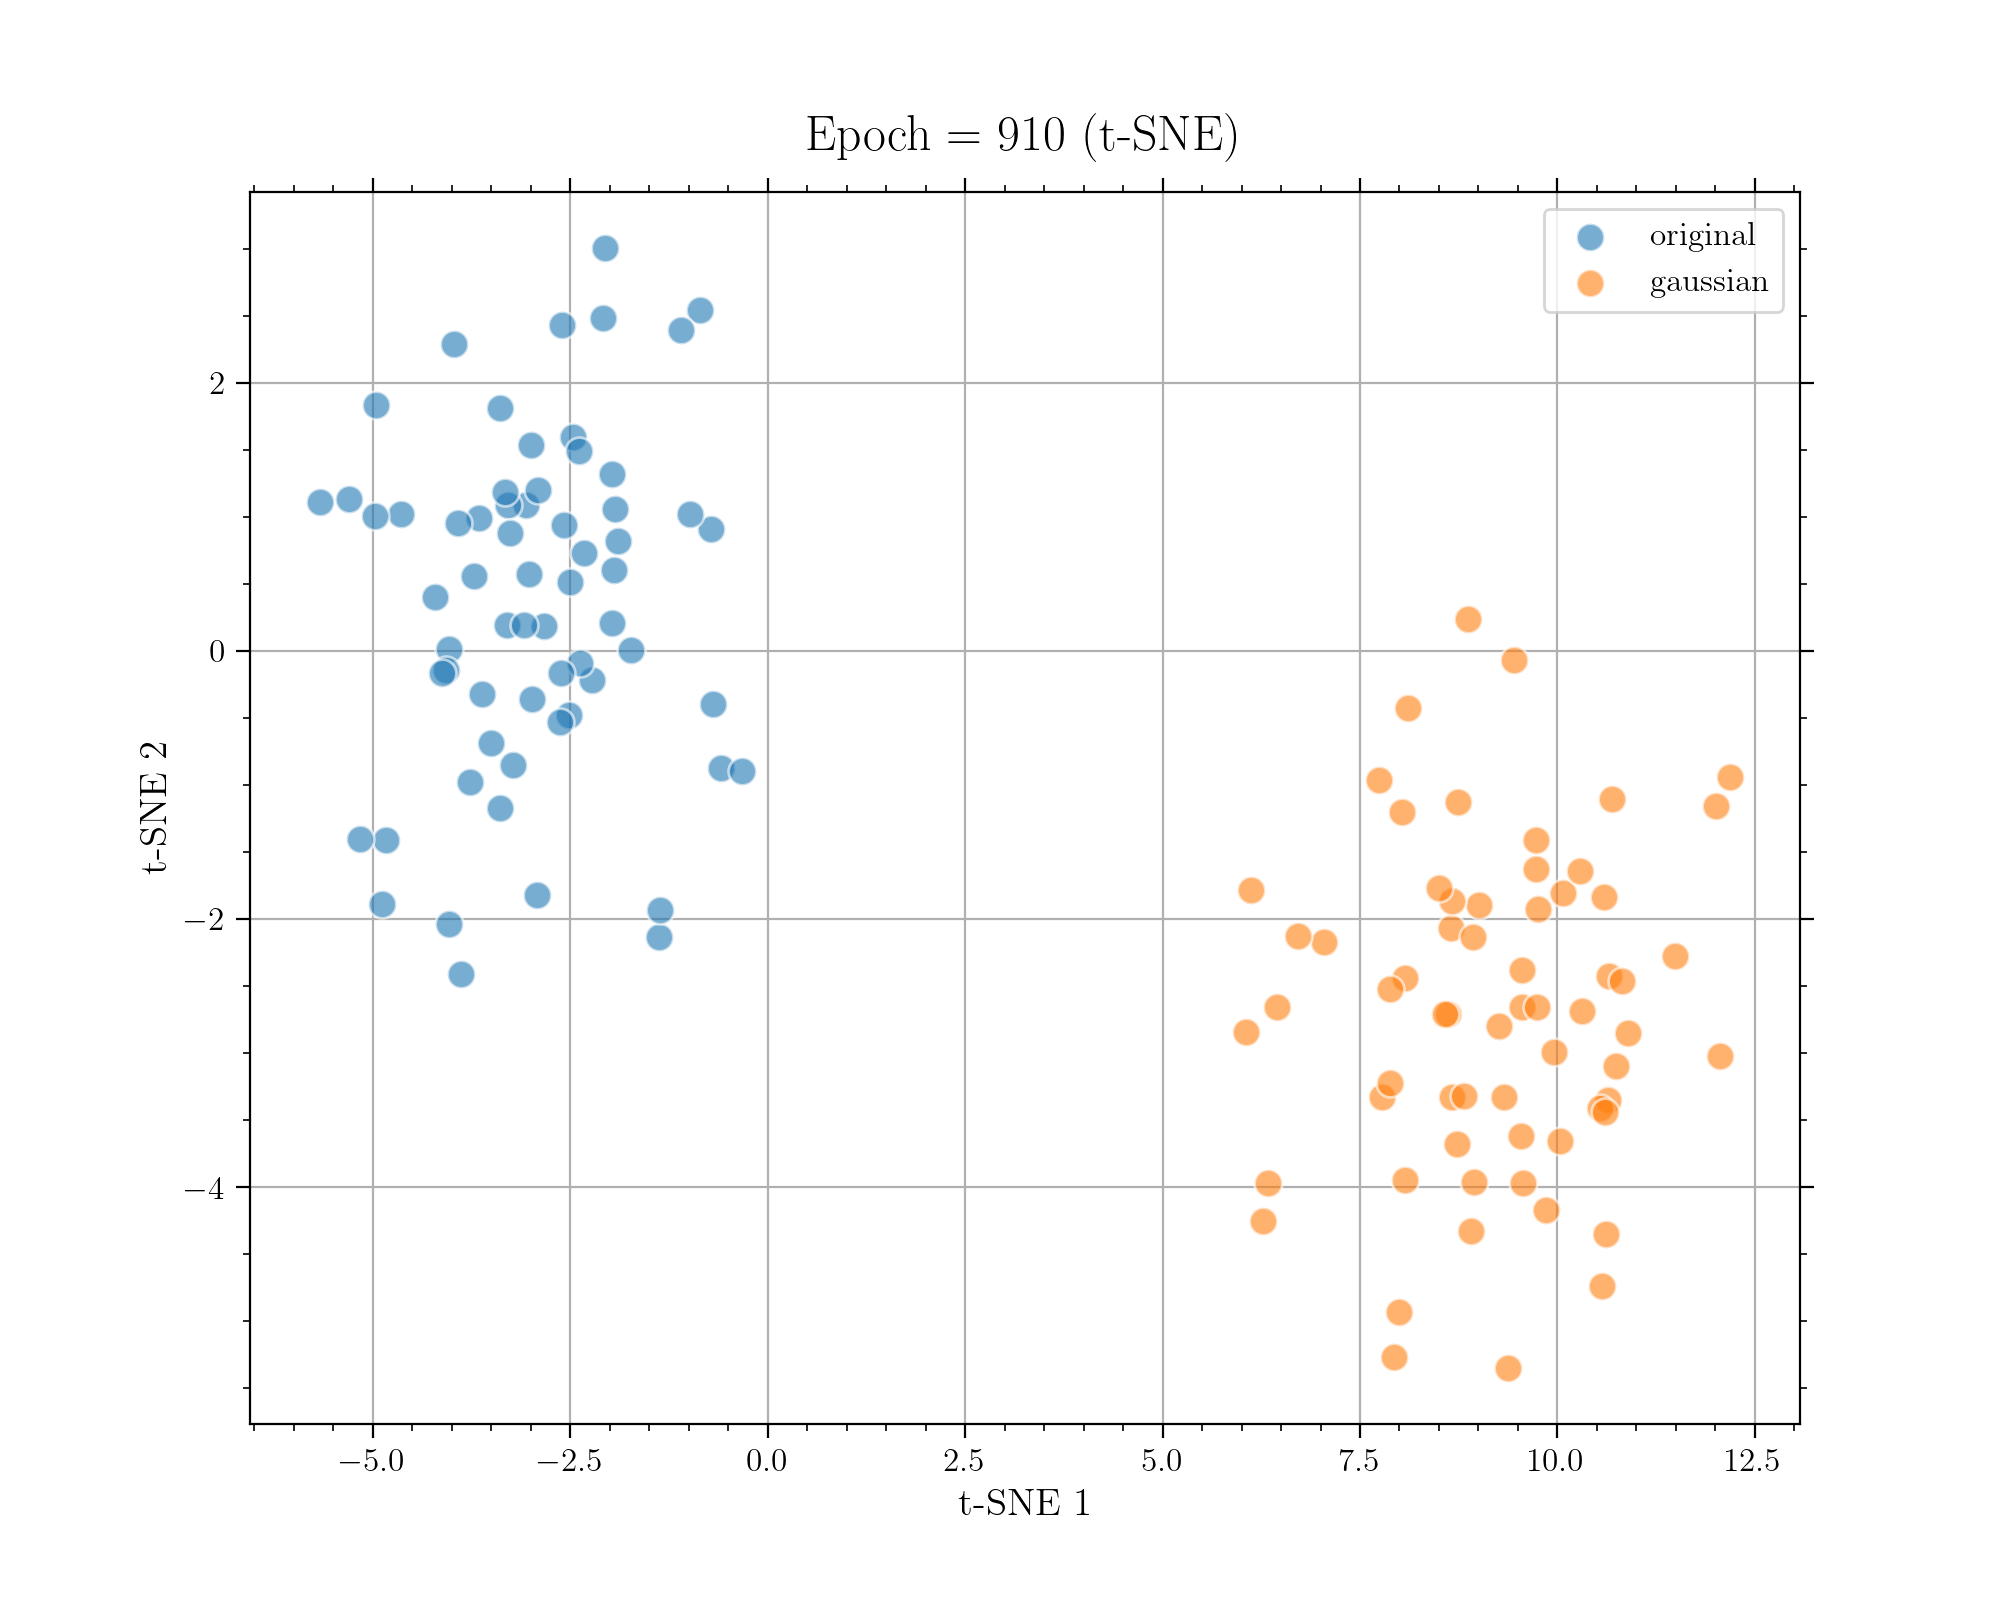 Epoch = 910 (t-SNE)
original
gaussian
2
0
−2
−4
t-SNE 2
−5.0 −2.5 0.0 2.5 5.0 7.5 10.0 12.5
t-SNE 1